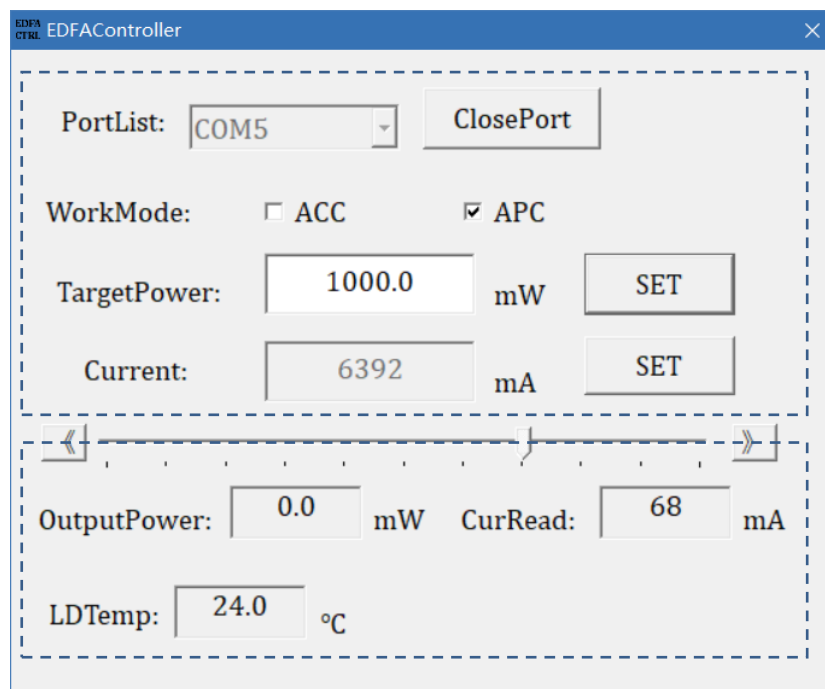 EDFA CTRL EDFAController
PortList: COM5 ClosePort
WorkMode: ACC APC
TargetPower: 1000.0 mW SET
Current: 6392 mA SET
《 》
OutputPower: 0.0 mW CurRead: 68 mA
LDTemp: 24.0 ℃